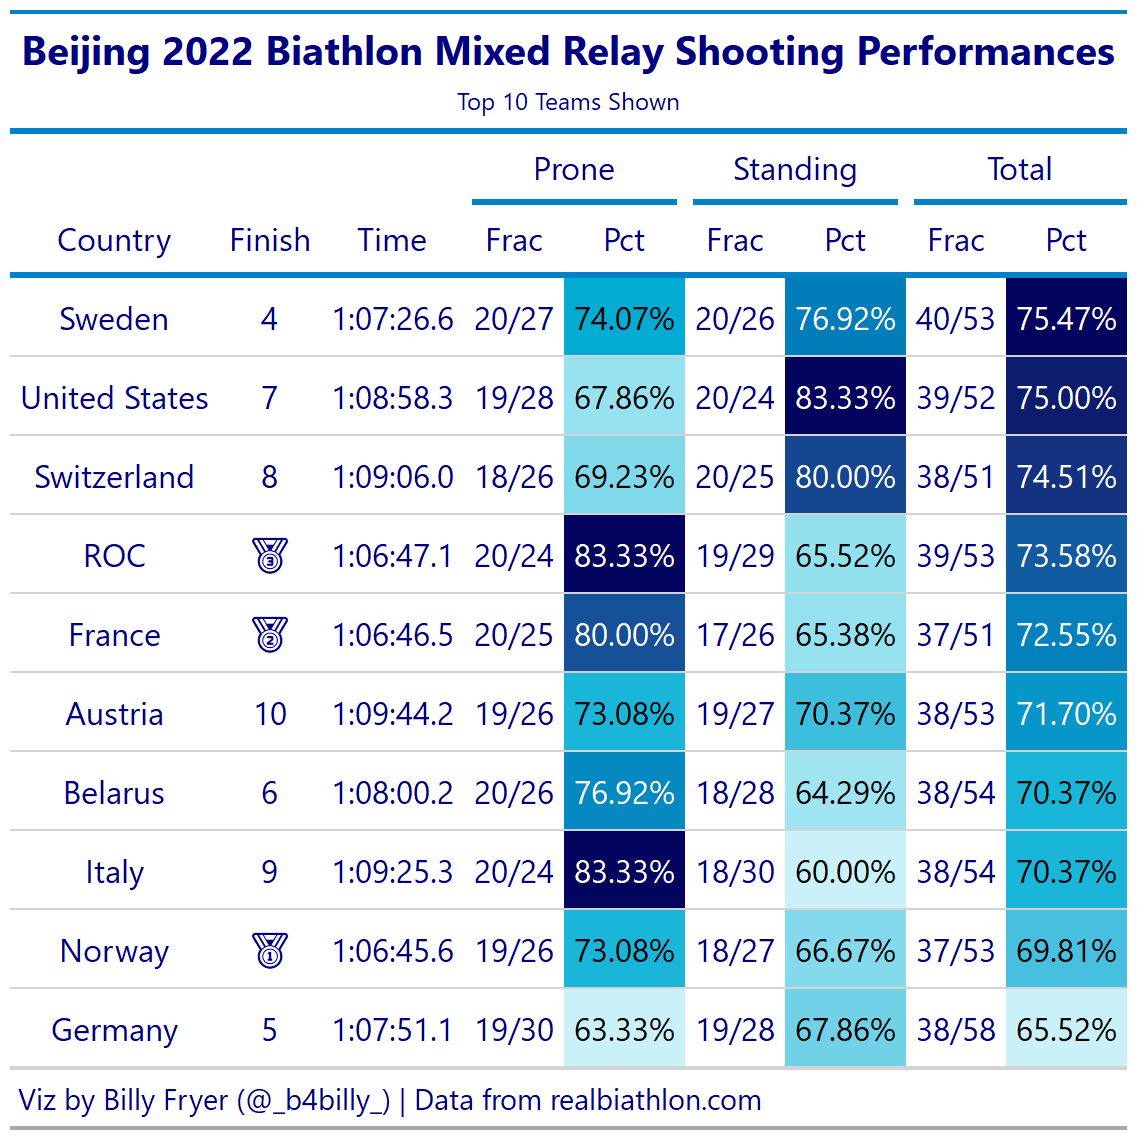 Beijing 2022 Biathlon Mixed Relay Shooting Performances
Top 10 Teams Shown
Prone Standing Total
Country Finish Time Frac Pct Frac Pct Frac Pct
Sweden 4 1:07:26.6 20/27 74.07% 20/26 76.92% 40/53 75.47%
United States 7 1:08:58.3 19/28 67.86% 20/24 83.33% 39/52 75.00%
Switzerland 8 1:09:06.0 18/26 69.23% 20/25 80.00% 38/51 74.51%
ROC 3 1:06:47.1 20/24 83.33% 19/29 65.52% 39/53 73.58%
France 2 1:06:46.5 20/25 80.00% 17/26 65.38% 37/51 72.55%
Austria 10 1:09:44.2 19/26 73.08% 19/27 70.37% 38/53 71.70%
Belarus 6 1:08:00.2 20/26 76.92% 18/28 64.29% 38/54 70.37%
Italy 9 1:09:25.3 20/24 83.33% 18/30 60.00% 38/54 70.37%
Norway 1 1:06:45.6 19/26 73.08% 18/27 66.67% 37/53 69.81%
Germany 5 1:07:51.1 19/30 63.33% 19/28 67.86% 38/58 65.52%
Viz by Billy Fryer (@_b4billy_) | Data from realbiathlon.com